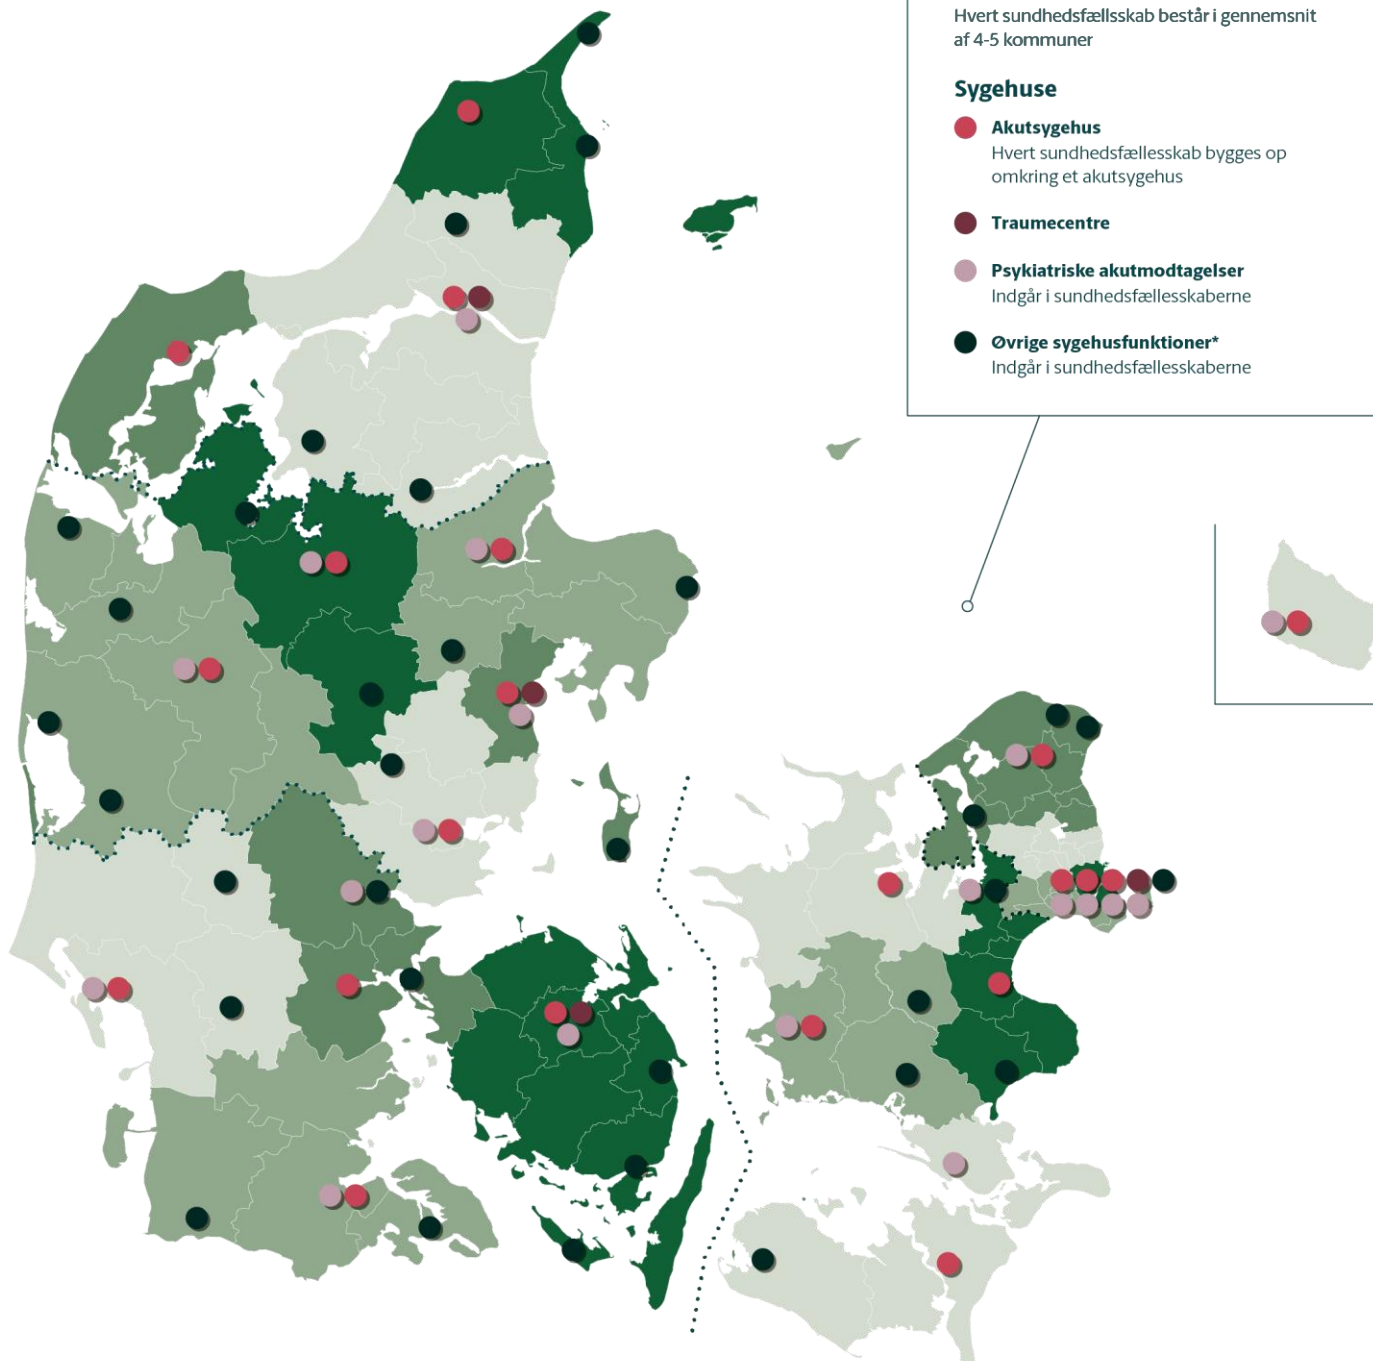 Hvert sundhedsfællsskab består i gennemsnit
af 4-5 kommuner
Sygehuse
Akutsygehus
Hvert sundhedsfællesskab bygges op
omkring et akutsygehus
Traumecentre
Psykiatriske akutmodtagelser
Indgår i sundhedsfællesskaberne
Øvrige sygehusfunktioner*
Indgår i sundhedsfællesskaberne